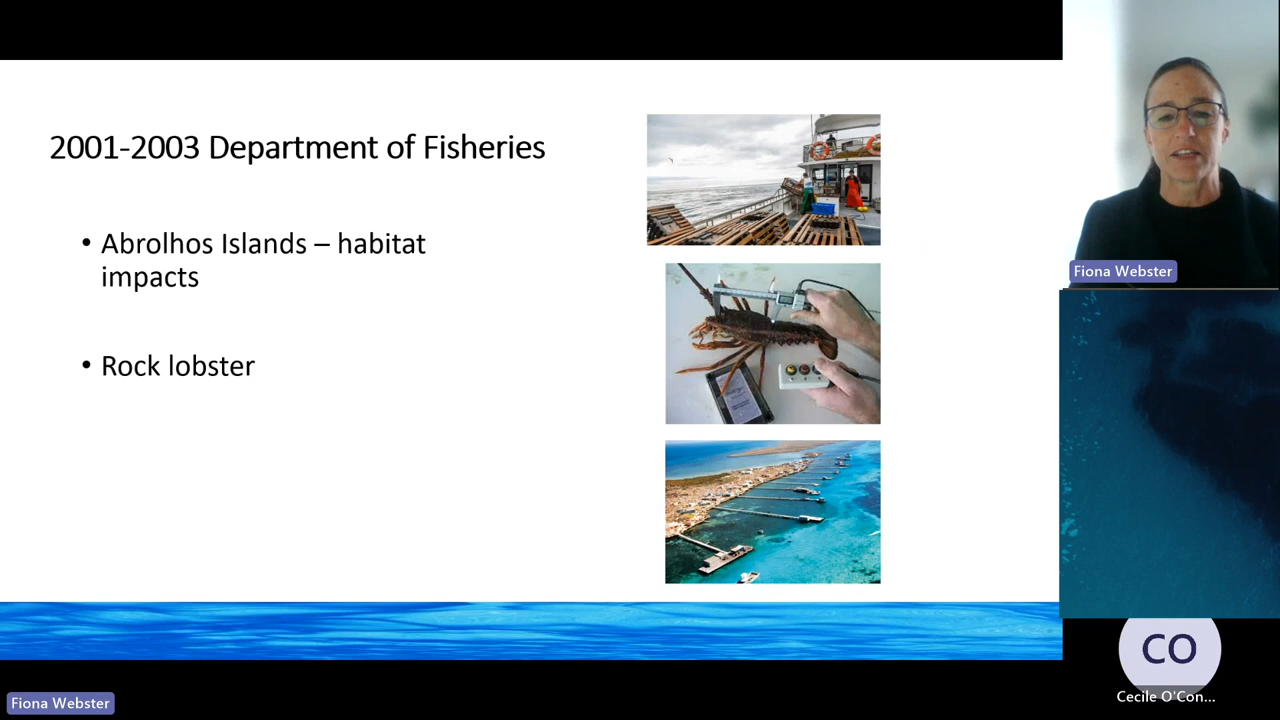 2001-2003 Department of Fisheries
• Abrolhos Islands – habitat
impacts
• Rock lobster
Fiona Webster
CO
Cecile O'Con...
Fiona Webster